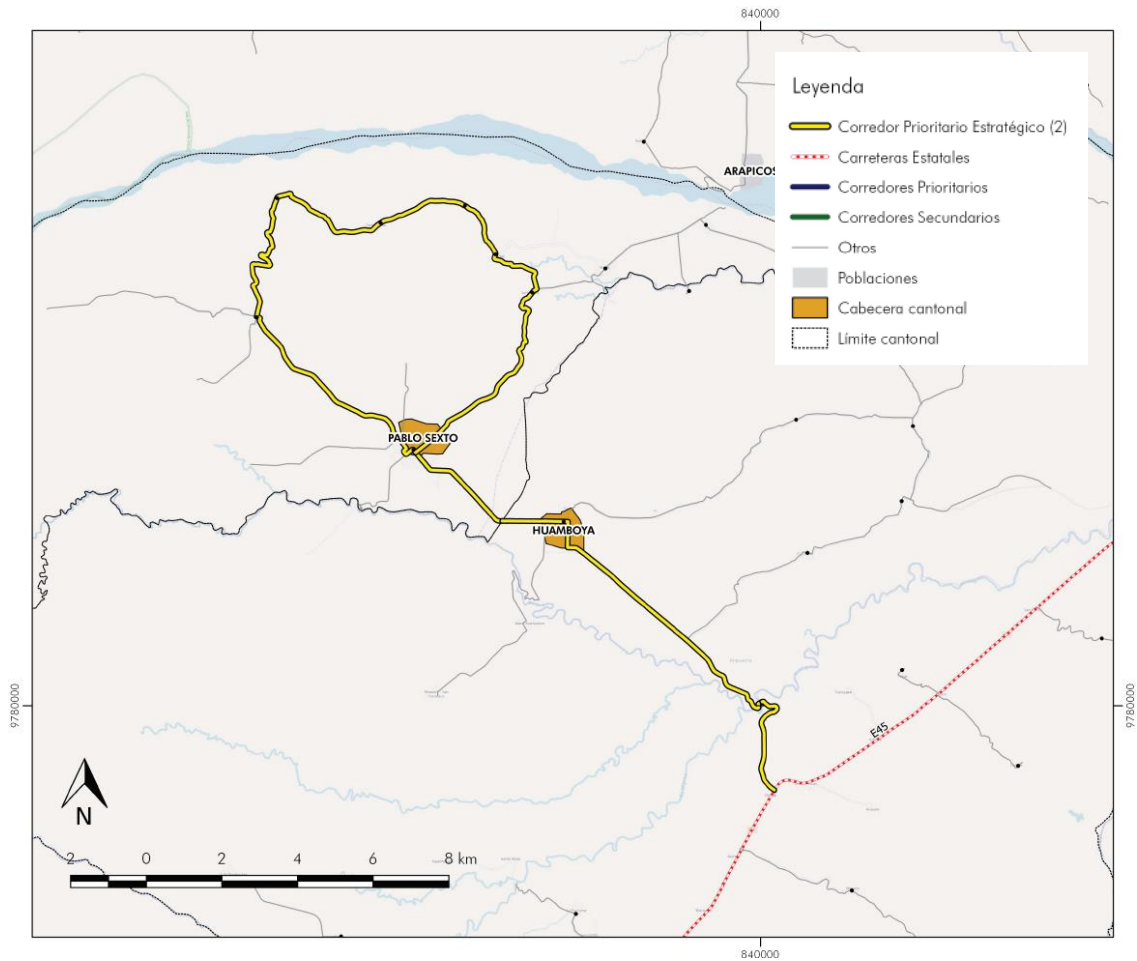 840000
Leyenda
Corredor Prioritario Estratégico (2)
Carreteras Estatales
Corredores Prioritarios
Corredores Secundarios
Otros
Poblaciones
Cabecera cantonal
Límite cantonal
ARAPICOS
PABLO SEXTO
HUAMBOYA
9780000
9780000
E45
N
2 0 2 4 6 8 km
840000